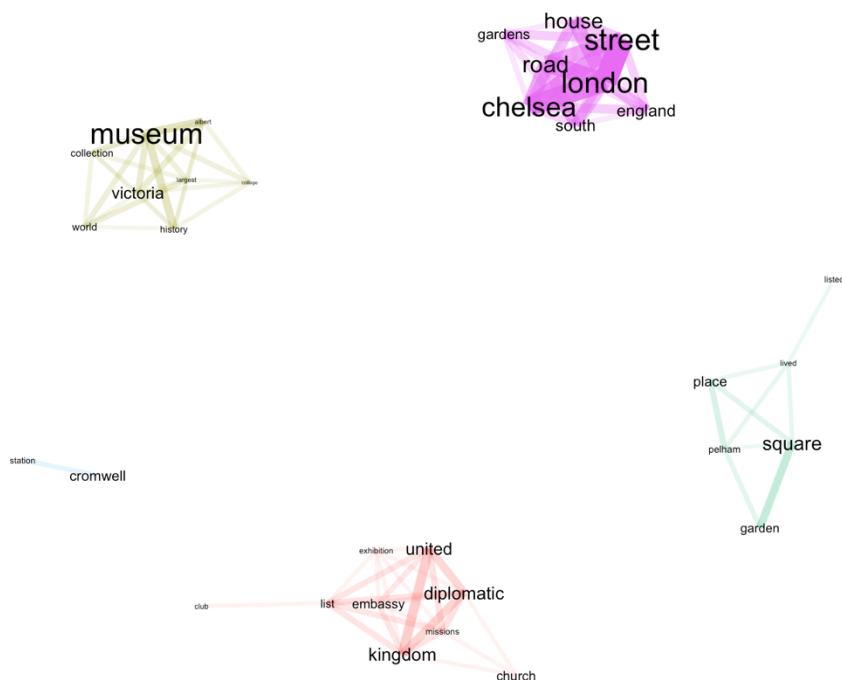 house
gardens
street
road
london
chelsea
england
south
albert
museum
collection
largest
college
victoria
world
history
listed
lived
place
square
pelham
garden
station
cromwell
exhibition
united
diplomatic
list
embassy
club
missions
kingdom
church